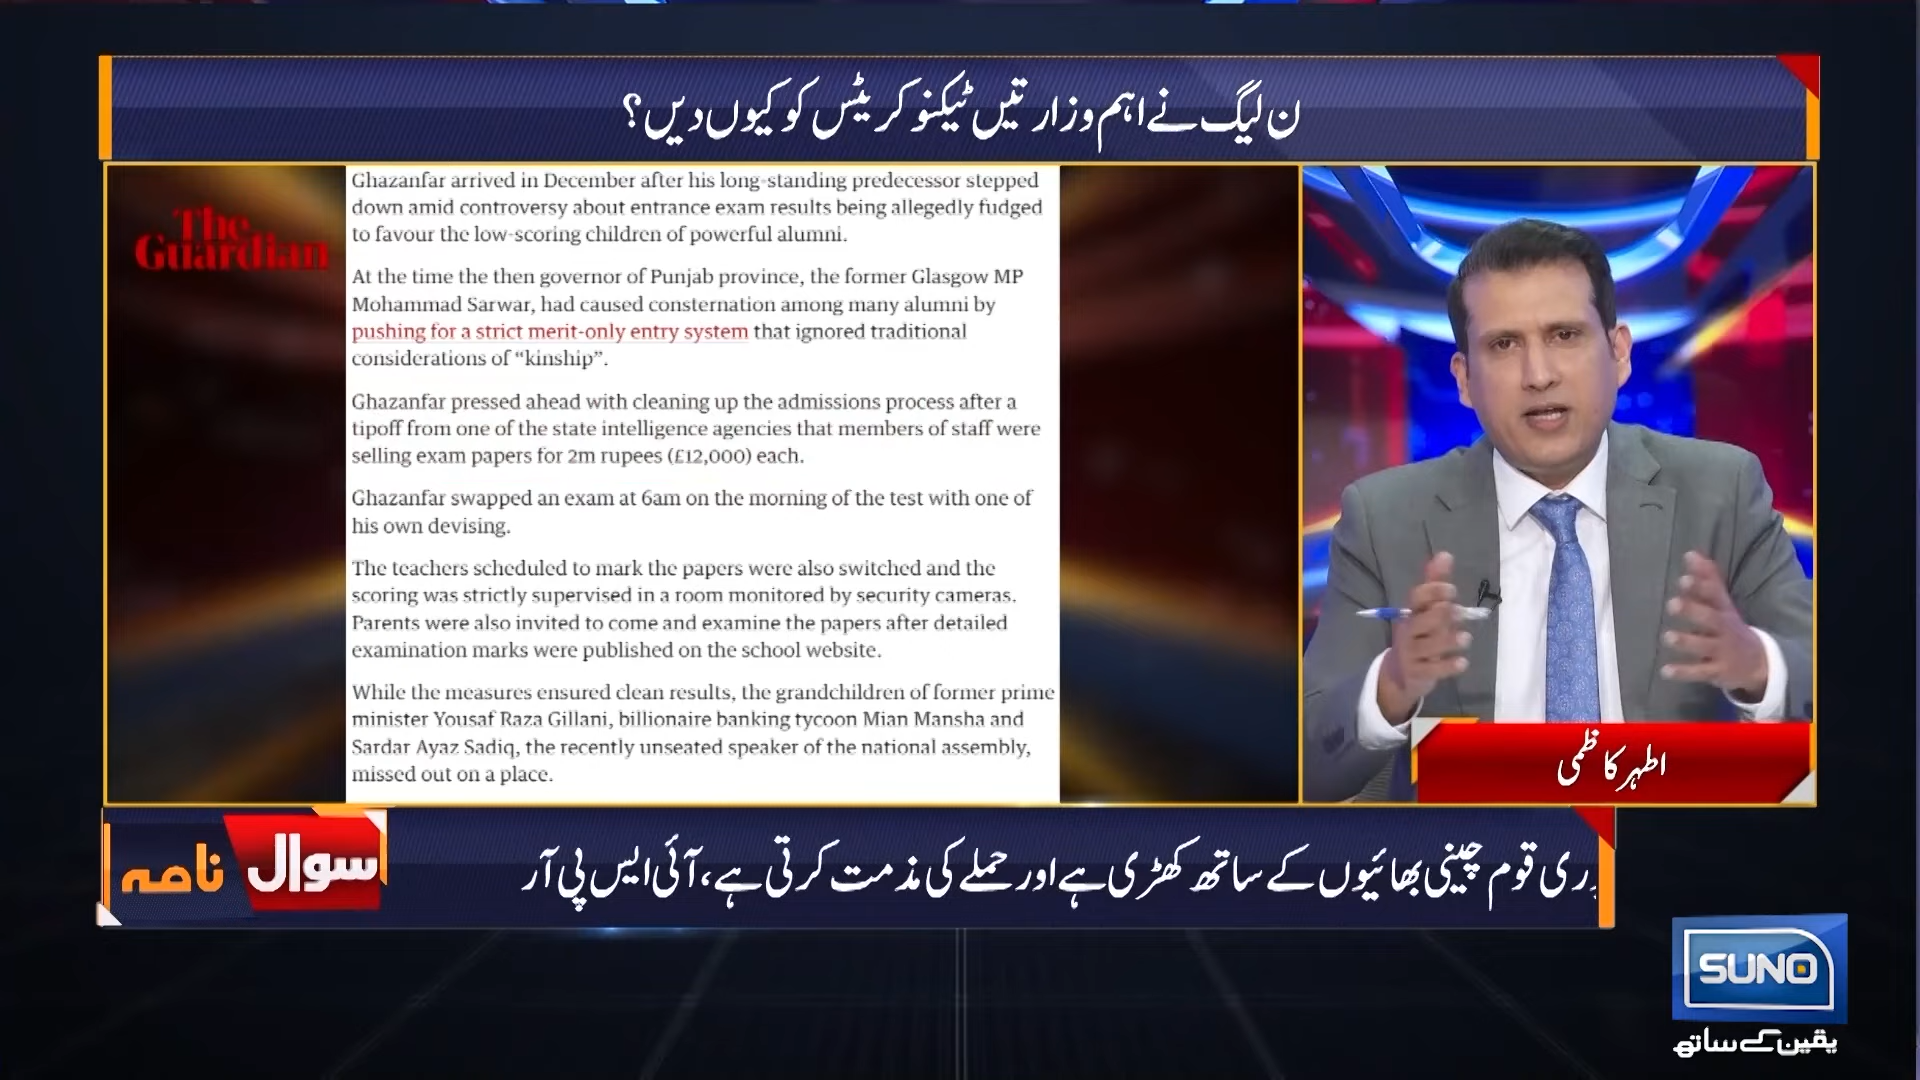 ن لیگ نے اہم وزارتیں ٹیکنوکریٹس کو کیوں دیں؟
The
Guardian
Ghazanfar arrived in December after his long-standing predecessor stepped
down amid controversy about entrance exam results being allegedly fudged
to favour the low-scoring children of powerful alumni.
At the time the then governor of Punjab province, the former Glasgow MP
Mohammad Sarwar, had caused consternation among many alumni by
pushing for a strict merit-only entry system that ignored traditional
considerations of “kinship”.
Ghazanfar pressed ahead with cleaning up the admissions process after a
tipoff from one of the state intelligence agencies that members of staff were
selling exam papers for 2m rupees (£12,000) each.
Ghazanfar swapped an exam at 6am on the morning of the test with one of
his own devising.
The teachers scheduled to mark the papers were also switched and the
scoring was strictly supervised in a room monitored by security cameras.
Parents were also invited to come and examine the papers after detailed
examination marks were published on the school website.
While the measures ensured clean results, the grandchildren of former prime
minister Yousaf Raza Gillani, billionaire banking tycoon Mian Mansha and
Sardar Ayaz Sadiq, the recently unseated speaker of the national assembly,
missed out on a place.
اطہر کاظمی
سوال نامہ
قوم چینی بھائیوں کے ساتھ کھڑی ہے اور حملے کی مذمت کرتی ہے، آئی ایس پی آر
SUNO
یقین کے ساتھ